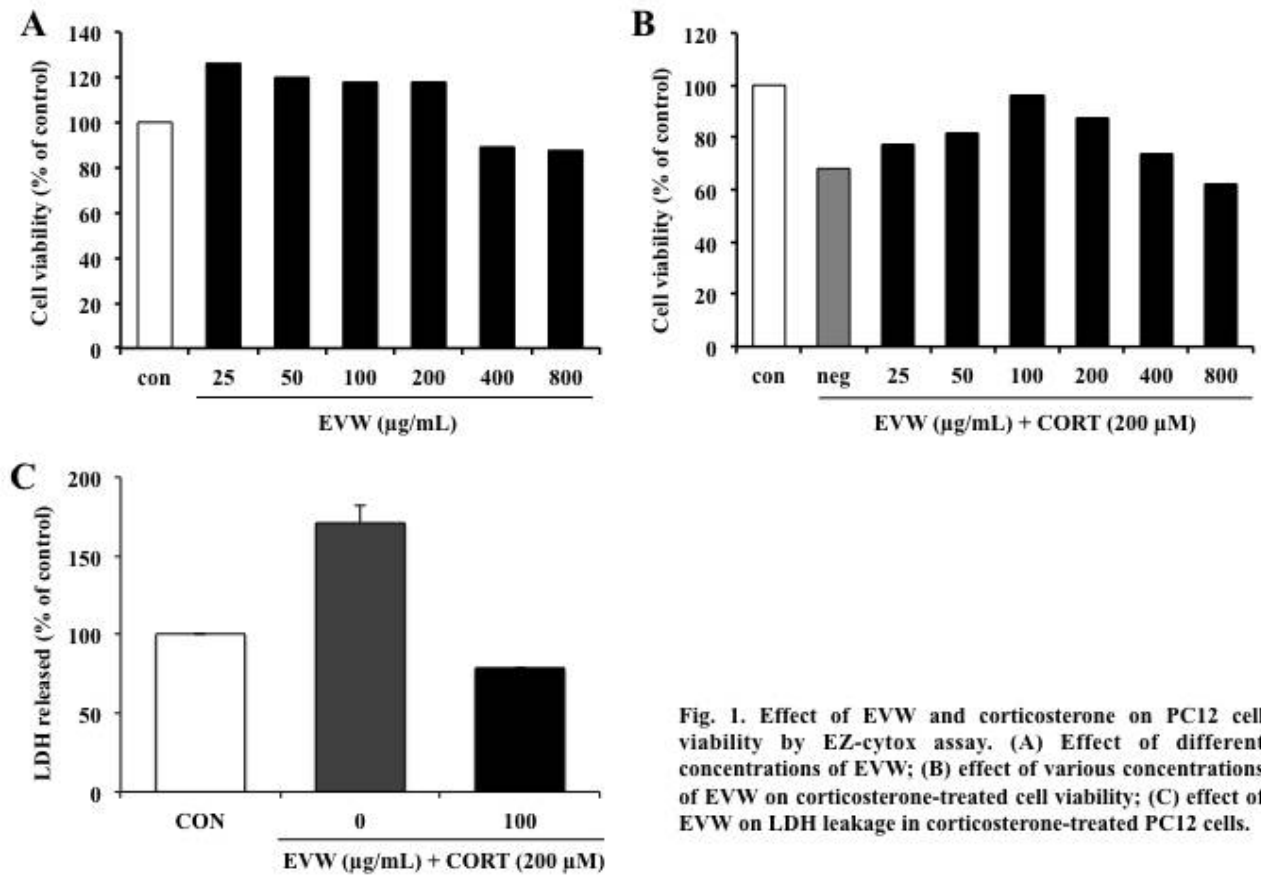 A
Cell viability (% of control)
140
120
100
80
60
40
20
0
con 25 50 100 200 400 800
EVW (µg/mL)
B
Cell viability (% of control)
120
100
80
60
40
20
0
con neg 25 50 100 200 400 800
EVW (µg/mL) + CORT (200 µM)
C
LDH released (% of control)
200
150
100
50
0
CON 0 100
EVW (µg/mL) + CORT (200 µM)
Fig. 1. Effect of EVW and corticosterone on PC12 cell
viability by EZ-cytox assay. (A) Effect of different
concentrations of EVW; (B) effect of various concentrations
of EVW on corticosterone-treated cell viability; (C) effect of
EVW on LDH leakage in corticosterone-treated PC12 cells.